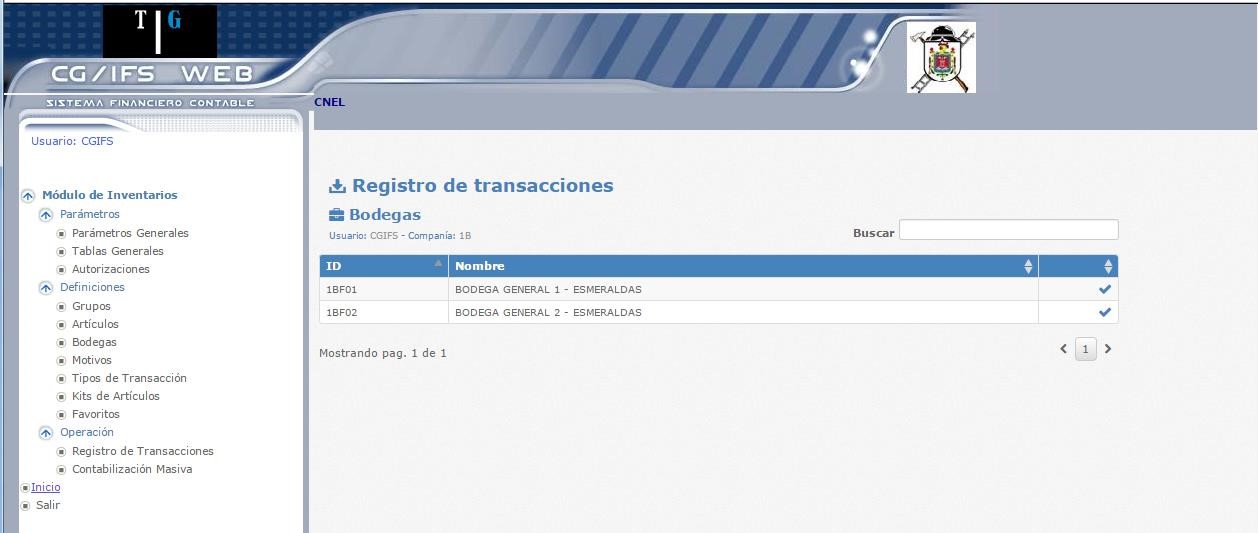 T G
CG/IFS WEB
SISTEMA FINANCIERO CONTABLE
CNEL
Usuario: CGIFS
Módulo de Inventarios
Parámetros
Parámetros Generales
Tablas Generales
Autorizaciones
Definiciones
Grupos
Artículos
Bodegas
Motivos
Tipos de Transacción
Kits de Artículos
Favoritos
Operación
Registro de Transacciones
Contabilización Masiva
Inicio
Salir
Registro de transacciones
Bodegas
Usuario: CGIFS - Compañía: 1B
Buscar
ID Nombre
1BF01 BODEGA GENERAL 1 - ESMERALDAS
1BF02 BODEGA GENERAL 2 - ESMERALDAS
Mostrando pag. 1 de 1
1